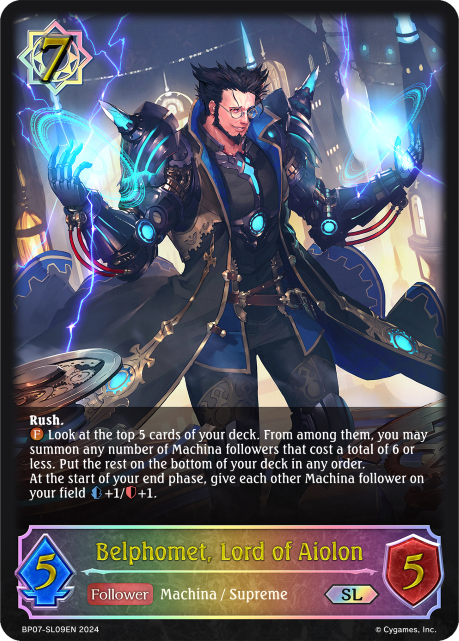 7
Rush.
F Look at the top 5 cards of your deck. From among them, you may
summon any number of Machina followers that cost a total of 6 or
less. Put the rest on the bottom of your deck in any order.
At the start of your end phase, give each other Machina follower on
your field +1/+1.
Belphomet, Lord of Aiolon
5
Follower Machina / Supreme SL
5
BP07-SL09EN 2024 © Cygames, Inc.